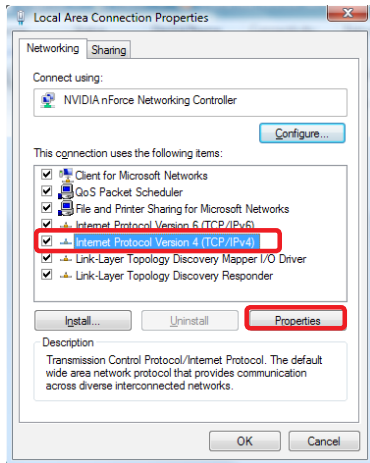 Local Area Connection Properties
Networking Sharing
Connect using:
NVIDIA nForce Networking Controller
Configure...
This connection uses the following items:
Client for Microsoft Networks
QoS Packet Scheduler
File and Printer Sharing for Microsoft Networks
Internet Protocol Version 6 (TCP/IPv6)
Internet Protocol Version 4 (TCP/IPv4)
Link-Layer Topology Discovery Mapper I/O Driver
Link-Layer Topology Discovery Responder
Install... Uninstall Properties
Description
Transmission Control Protocol/Internet Protocol. The default
wide area network protocol that provides communication
across diverse interconnected networks.
OK Cancel